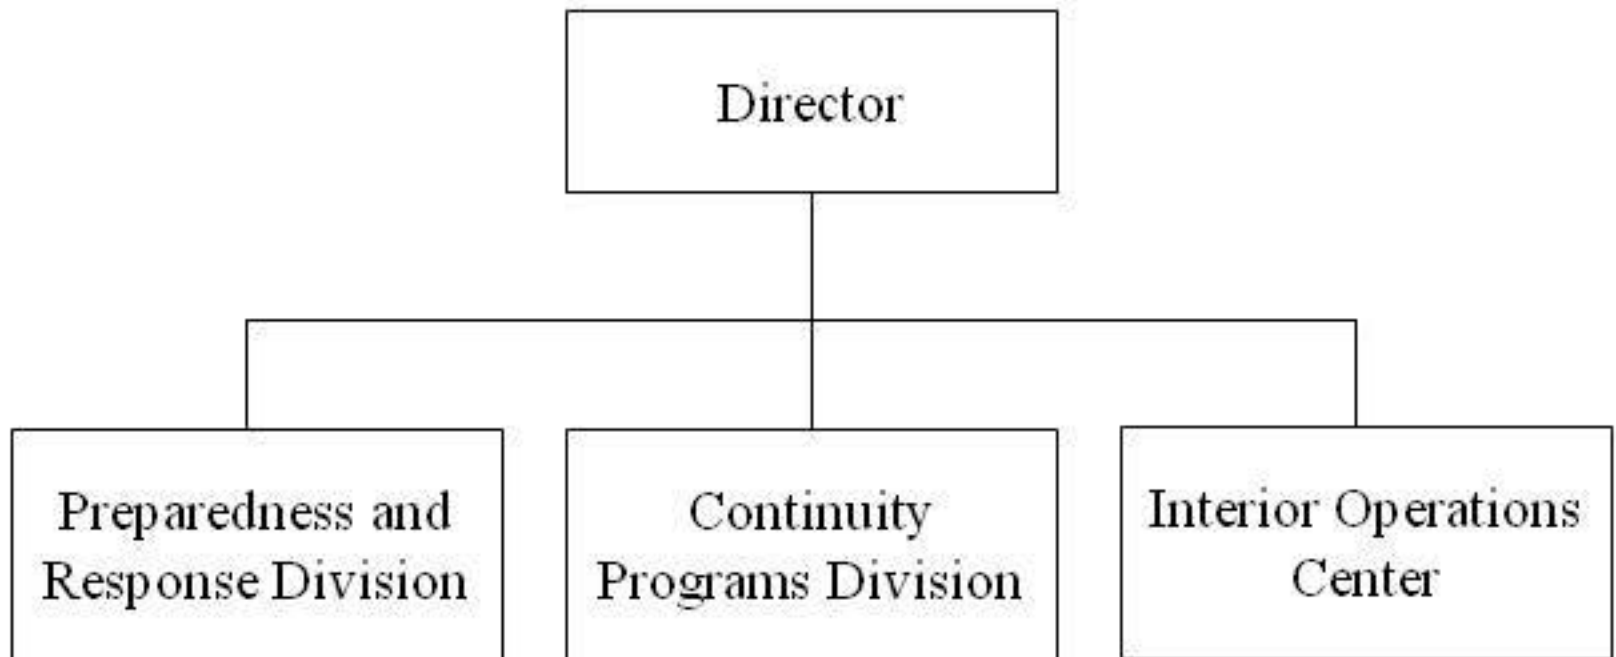 Director
Preparedness and
Response Division
Continuity
Programs Division
Interior Operations
Center